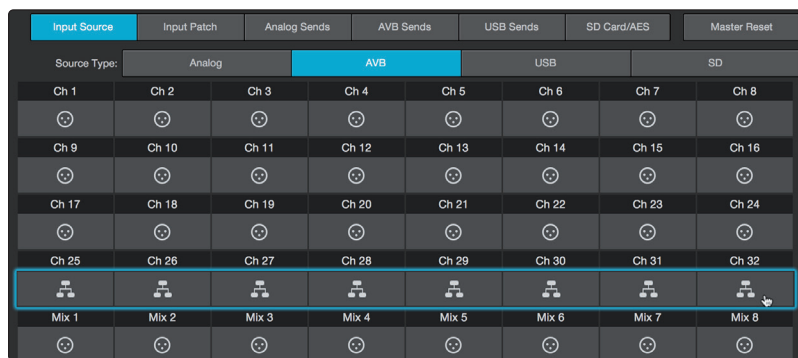 Input Source Input Patch Analog Sends AVB Sends USB Sends SD Card/AES Master Reset
Source Type: Analog AVB USB SD
Ch 1 Ch 2 Ch 3 Ch 4 Ch 5 Ch 6 Ch 7 Ch 8
Ch 9 Ch 10 Ch 11 Ch 12 Ch 13 Ch 14 Ch 15 Ch 16
Ch 17 Ch 18 Ch 19 Ch 20 Ch 21 Ch 22 Ch 23 Ch 24
Ch 25 Ch 26 Ch 27 Ch 28 Ch 29 Ch 30 Ch 31 Ch 32
Mix 1 Mix 2 Mix 3 Mix 4 Mix 5 Mix 6 Mix 7 Mix 8